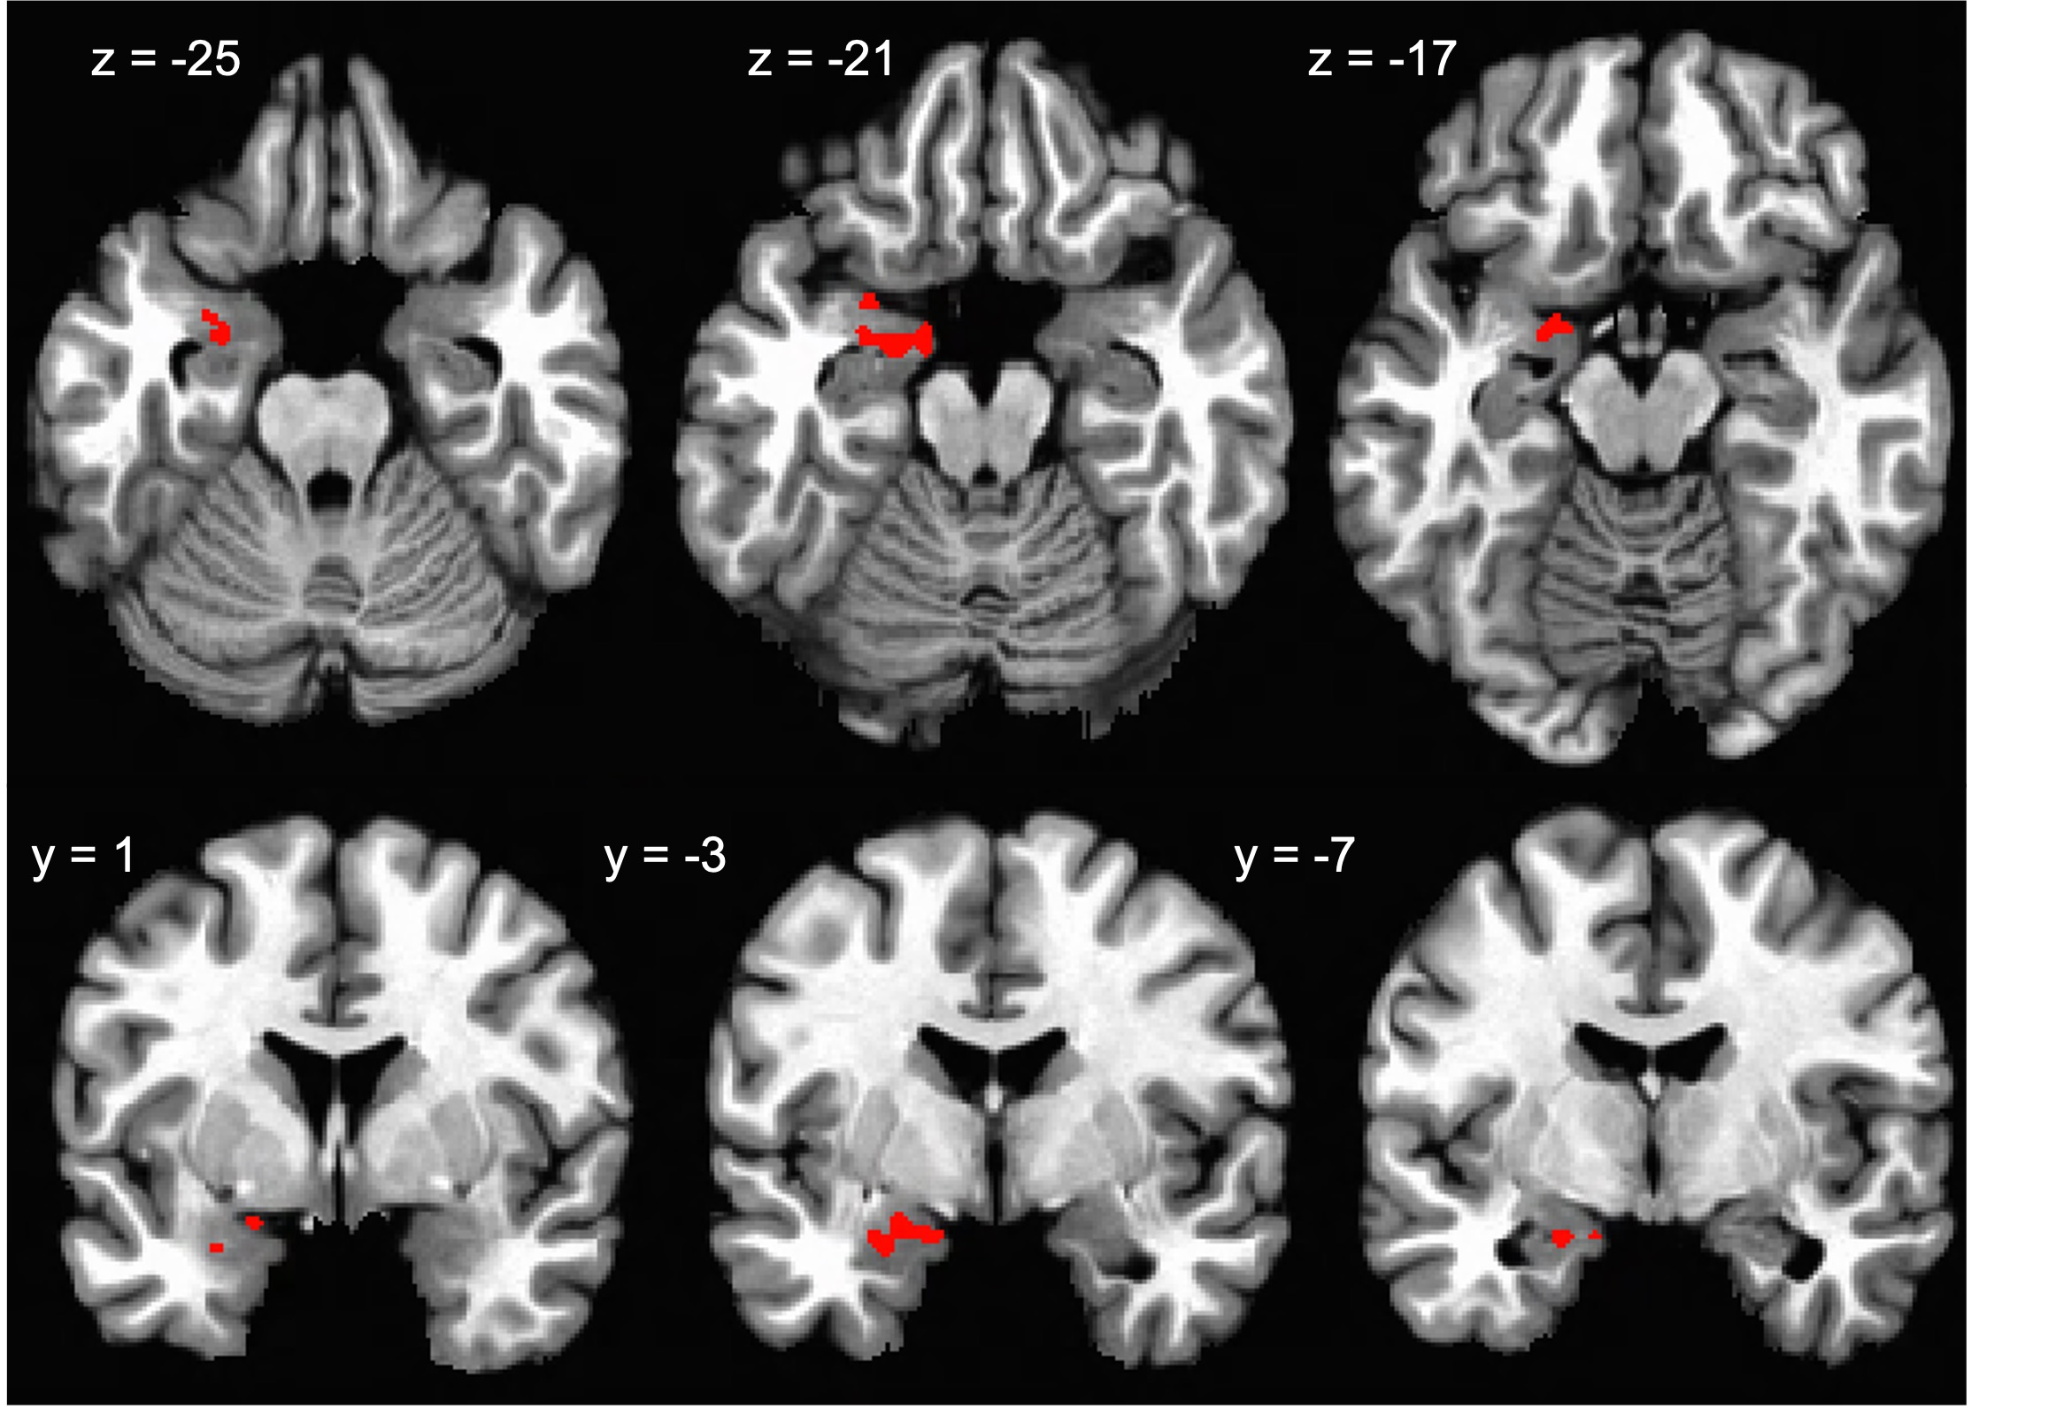 z = -25
z = -21
z = -17
y = 1
y = -3
y = -7